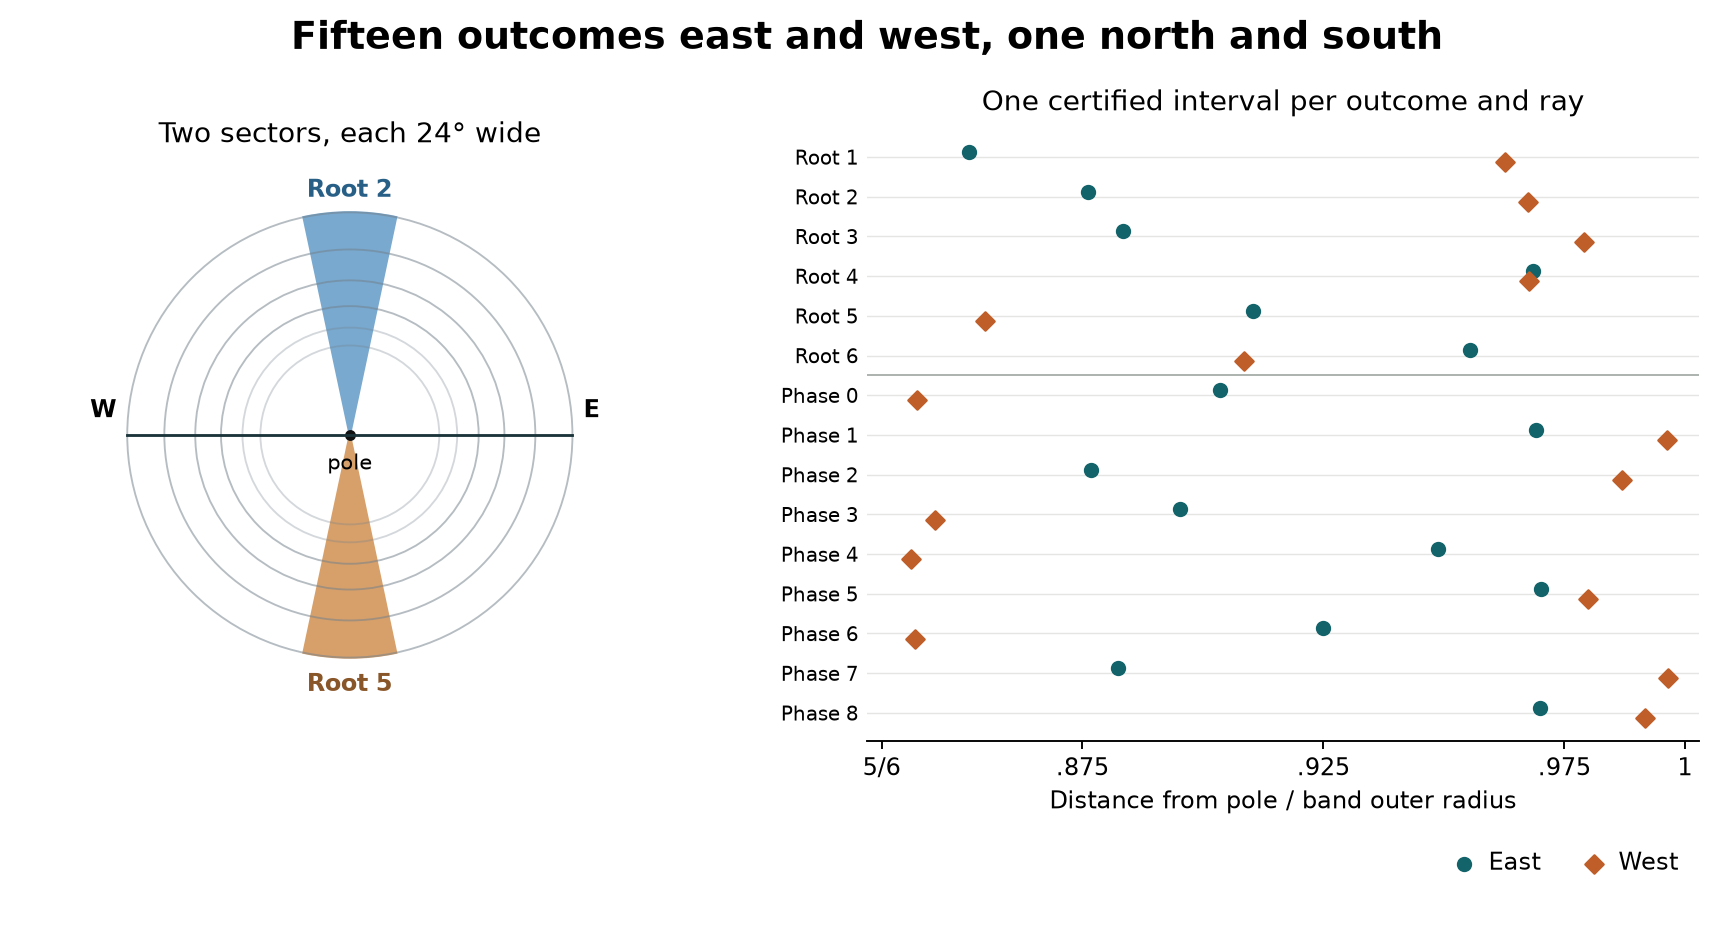 Fifteen outcomes east and west, one north and south
Two sectors, each 24° wide
Root 2
W
E
pole
Root 5
One certified interval per outcome and ray
Root 1
Root 2
Root 3
Root 4
Root 5
Root 6
Phase 0
Phase 1
Phase 2
Phase 3
Phase 4
Phase 5
Phase 6
Phase 7
Phase 8
5/6 .875 .925 .975 1
Distance from pole / band outer radius
East West